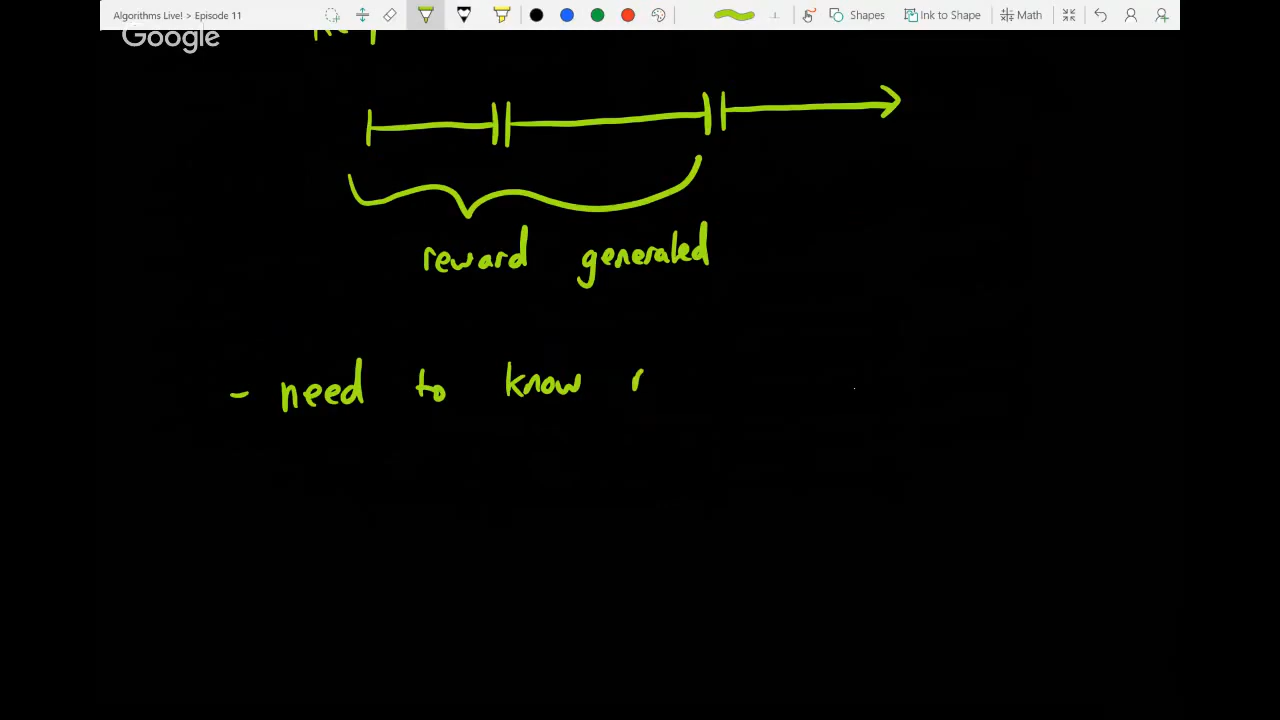 Algorithms Live! > Episode 11
Shapes
Ink to Shape
Math
Google
reward generated
- need to know r